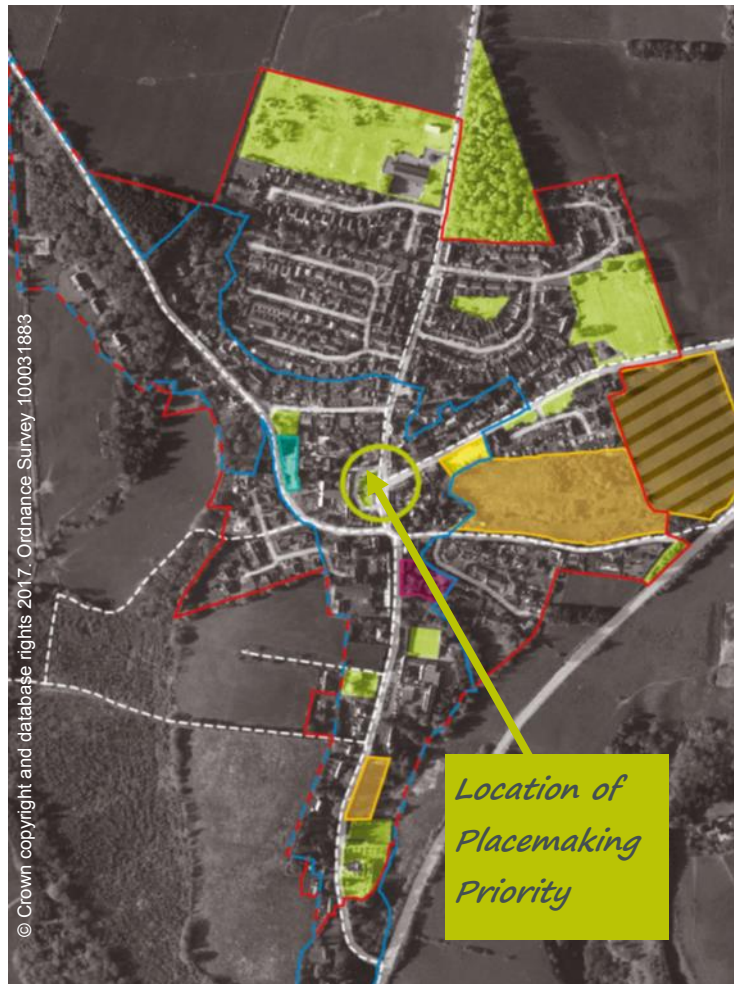 © Crown copyright and database rights 2017. Ordnance Survey 100031883
Location of
Placemaking
Priority